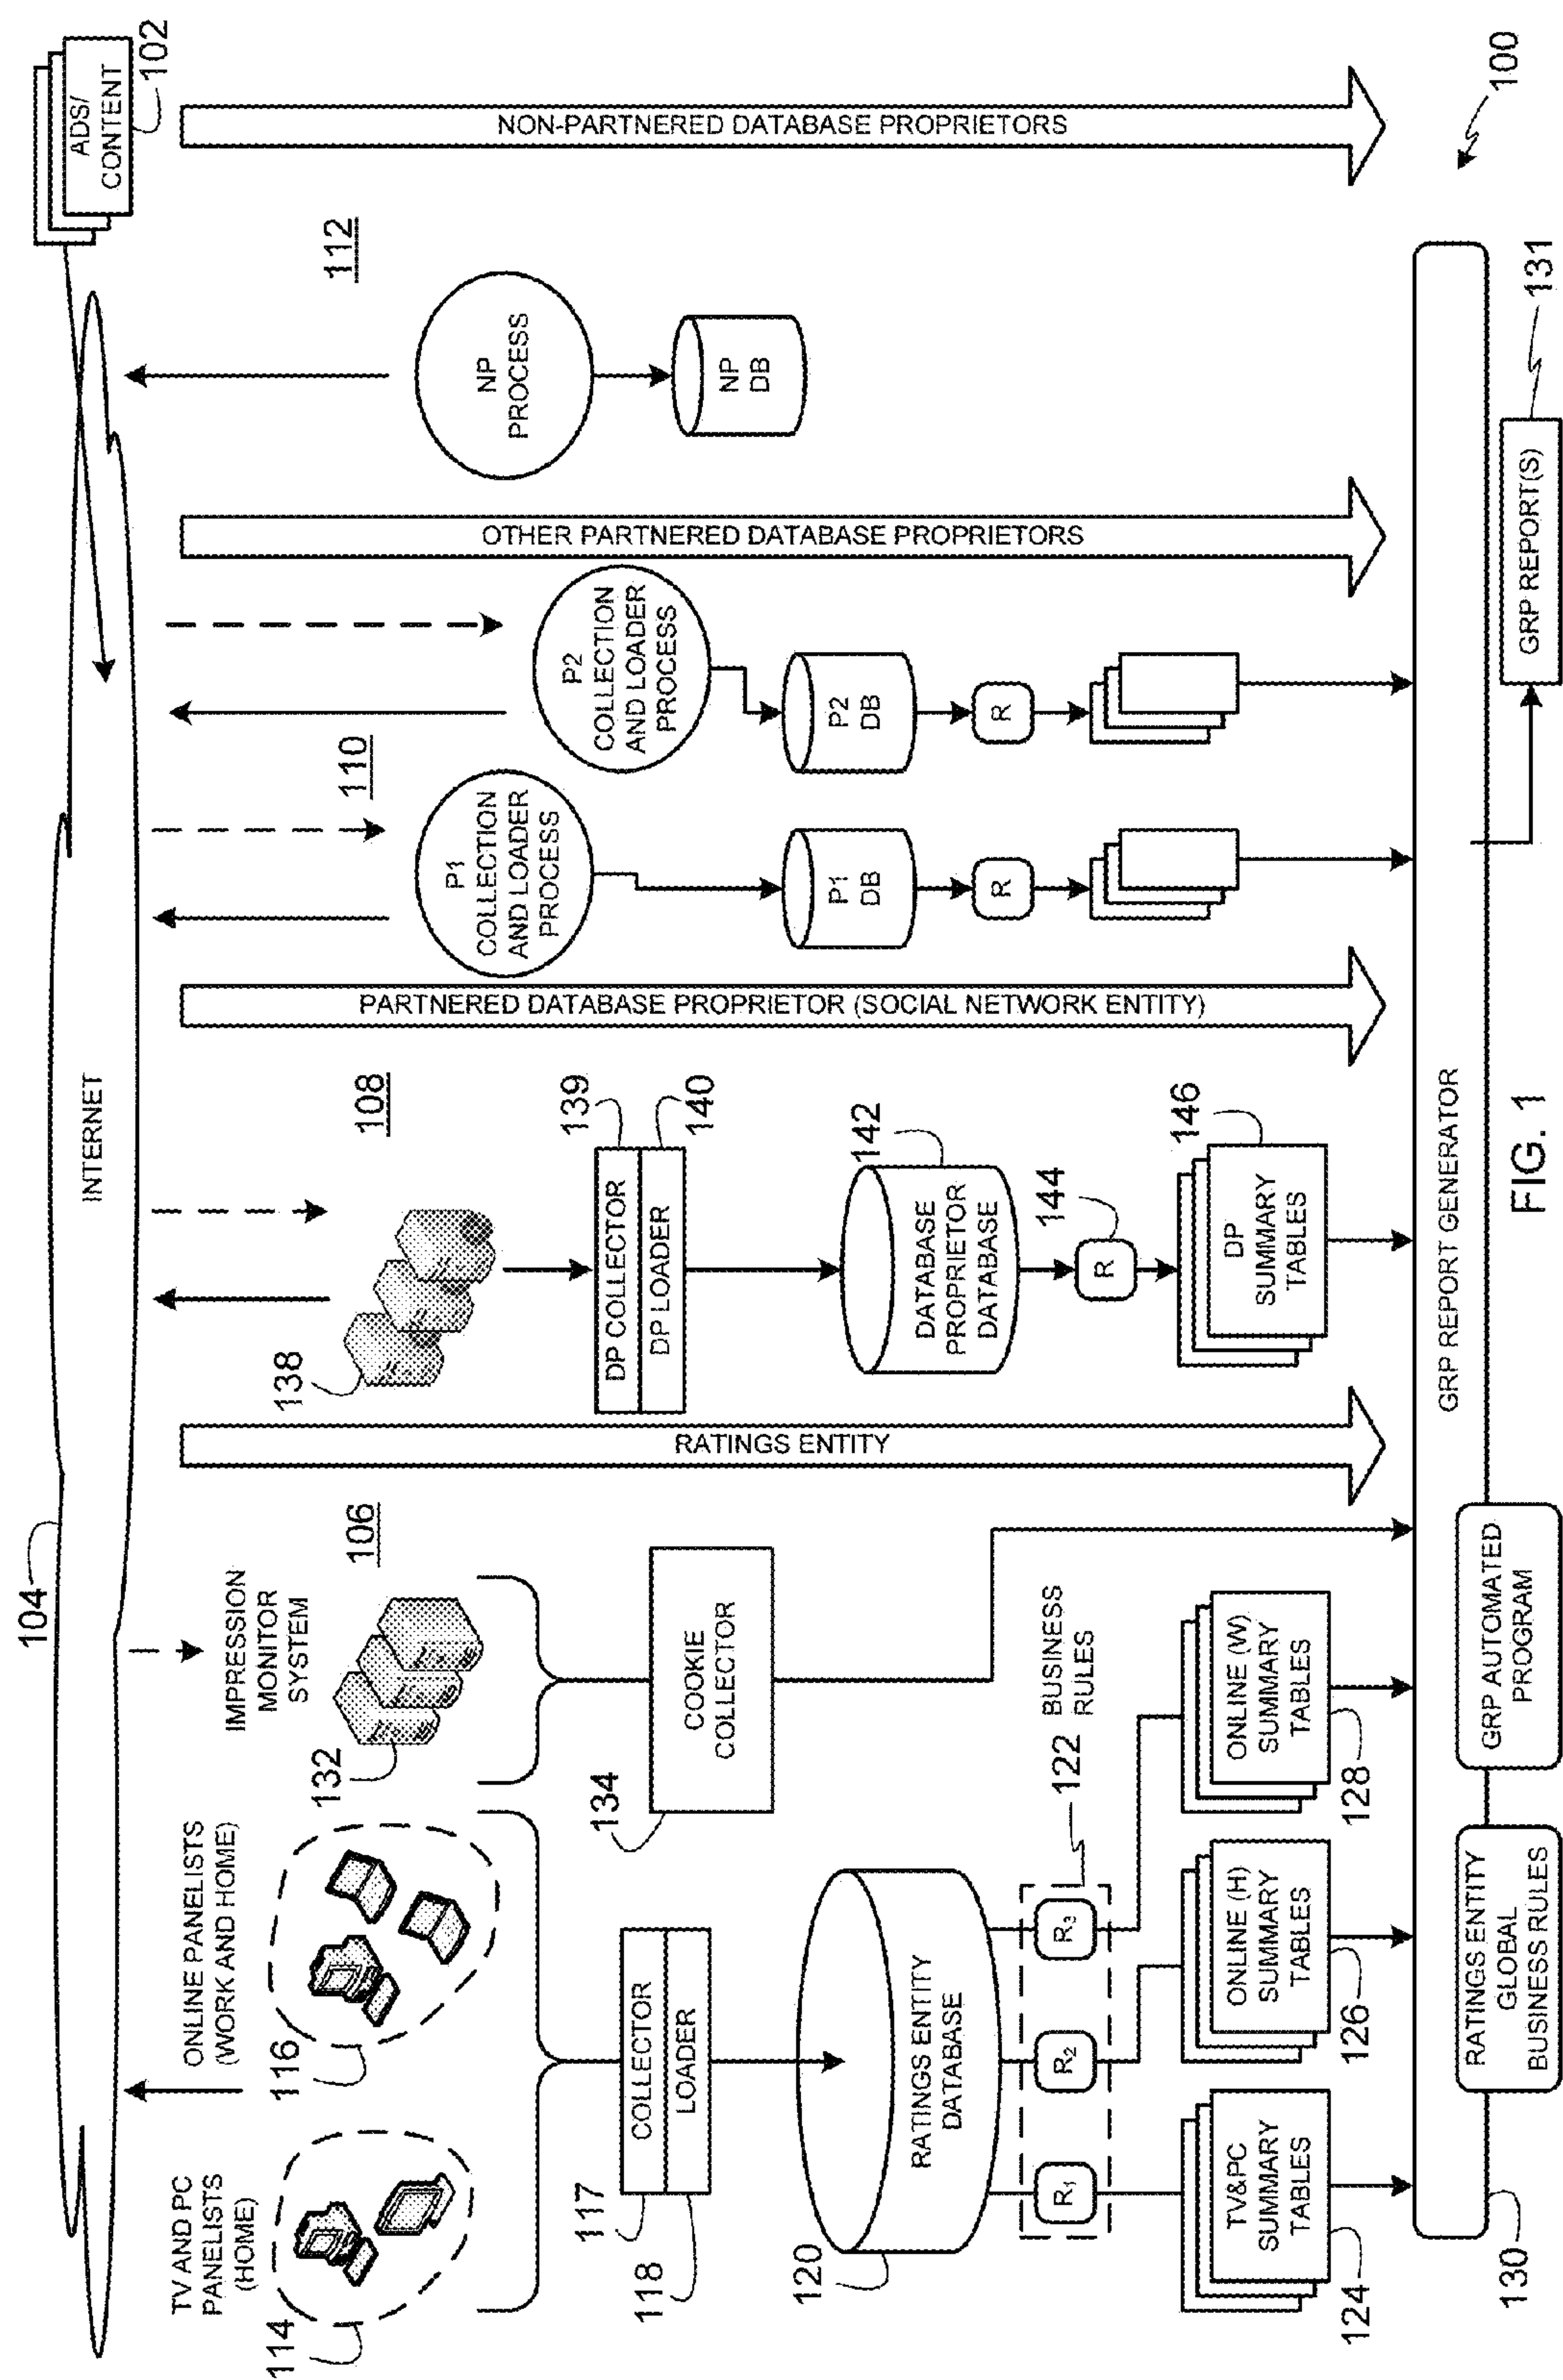 ADS/
CONTENT
102
104
INTERNET
TV AND PC
PANELISTS
(HOME)
114
ONLINE PANELISTS
(WORK AND HOME)
116
IMPRESSION
MONITOR
SYSTEM
132
106
117
COLLECTOR
LOADER
118
134
COOKIE
COLLECTOR
120
RATINGS ENTITY
DATABASE
BUSINESS
RULES
122
R1
R2
R3
TV&PC
SUMMARY
TABLES
124
ONLINE (H)
SUMMARY
TABLES
126
ONLINE (W)
SUMMARY
TABLES
128
RATINGS ENTITY
138
108
DP COLLECTOR
139
DP LOADER
140
DATABASE
PROPRIETOR
DATABASE
142
R
144
DP
SUMMARY
TABLES
146
PARTNERED DATABASE PROPRIETOR (SOCIAL NETWORK ENTITY)
110
P1
COLLECTION
AND LOADER
PROCESS
P1
DB
R
P2
COLLECTION
AND LOADER
PROCESS
P2
DB
R
OTHER PARTNERED DATABASE PROPRIETORS
112
NP
PROCESS
NP
DB
NON-PARTNERED DATABASE PROPRIETORS
100
GRP REPORT GENERATOR
130
RATINGS ENTITY
GLOBAL
BUSINESS RULES
GRP AUTOMATED
PROGRAM
GRP REPORT(S)
131
FIG. 1